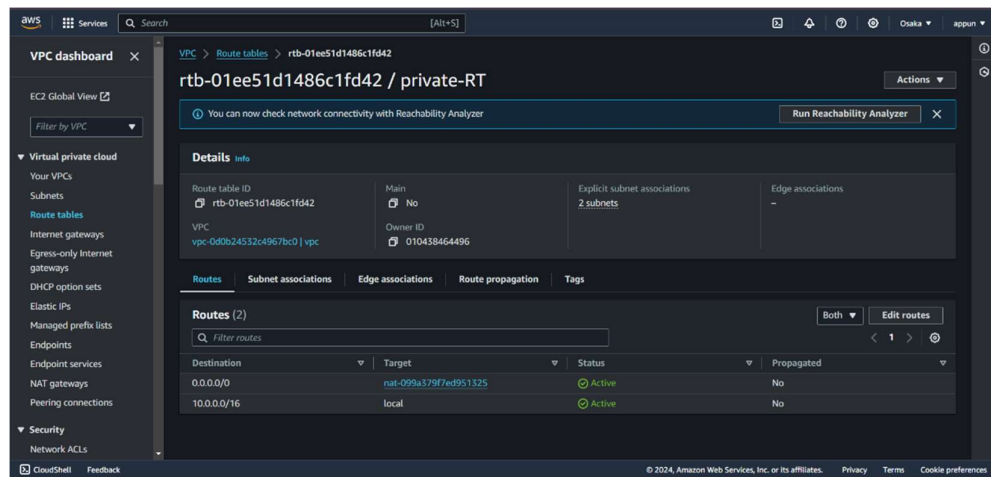 aws Services Search [Alt+S] Osaka appun
VPC dashboard
EC2 Global View
Filter by VPC
Virtual private cloud
Your VPCs
Subnets
Route tables
Internet gateways
Egress-only Internet
gateways
DHCP option sets
Elastic IPs
Managed prefix lists
Endpoints
Endpoint services
NAT gateways
Peering connections
Security
Network ACLs
VPC > Route tables > rtb-01ee51d1486c1fd42
rtb-01ee51d1486c1fd42 / private-RT
Actions
You can now check network connectivity with Reachability Analyzer
Run Reachability Analyzer
Details Info
Route table ID
rtb-01ee51d1486c1fd42
Main
No
Explicit subnet associations
2 subnets
Edge associations
–
VPC
vpc-0d0b24532c4967bc0 | vpc
Owner ID
010438464496
Routes Subnet associations Edge associations Route propagation Tags
Routes (2)
Both Edit routes
Filter routes
1
Destination Target Status Propagated
0.0.0.0/0 nat-099a379f7ed951325 Active No
10.0.0.0/16 local Active No
CloudShell Feedback © 2024, Amazon Web Services, Inc. or its affiliates. Privacy Terms Cookie preferences